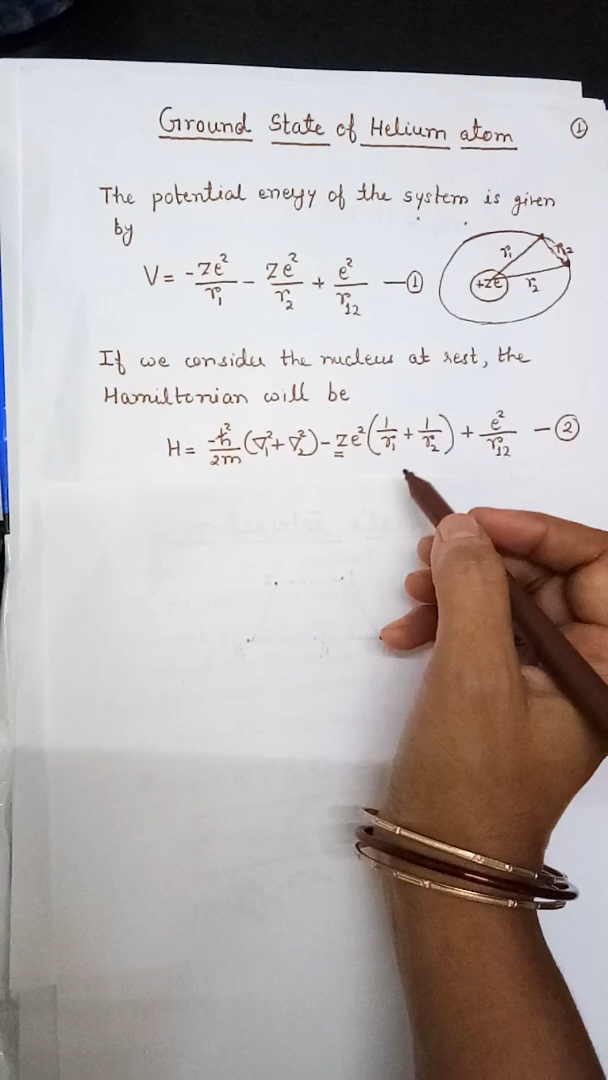 Ground State of Helium atom ①
The potential enegy of the system is given
by
V = -Ze²/r₁ - Ze²/r₂ + e²/r₁₂ —①
r₁ r₁₂
+Ze r₂
If we consider the nucleus at rest, the
Hamiltonian will be
H = -ħ²/2m (∇₁² + ∇₂²) - Ze² (1/r₁ + 1/r₂) + e²/r₁₂ —②